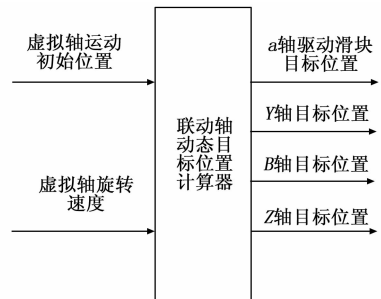 虚拟轴运动
初始位置
虚拟轴旋转
速度
联动轴
动态目
标位置
计算器
a轴驱动滑块
目标位置
Y轴目标位置
B轴目标位置
Z轴目标位置